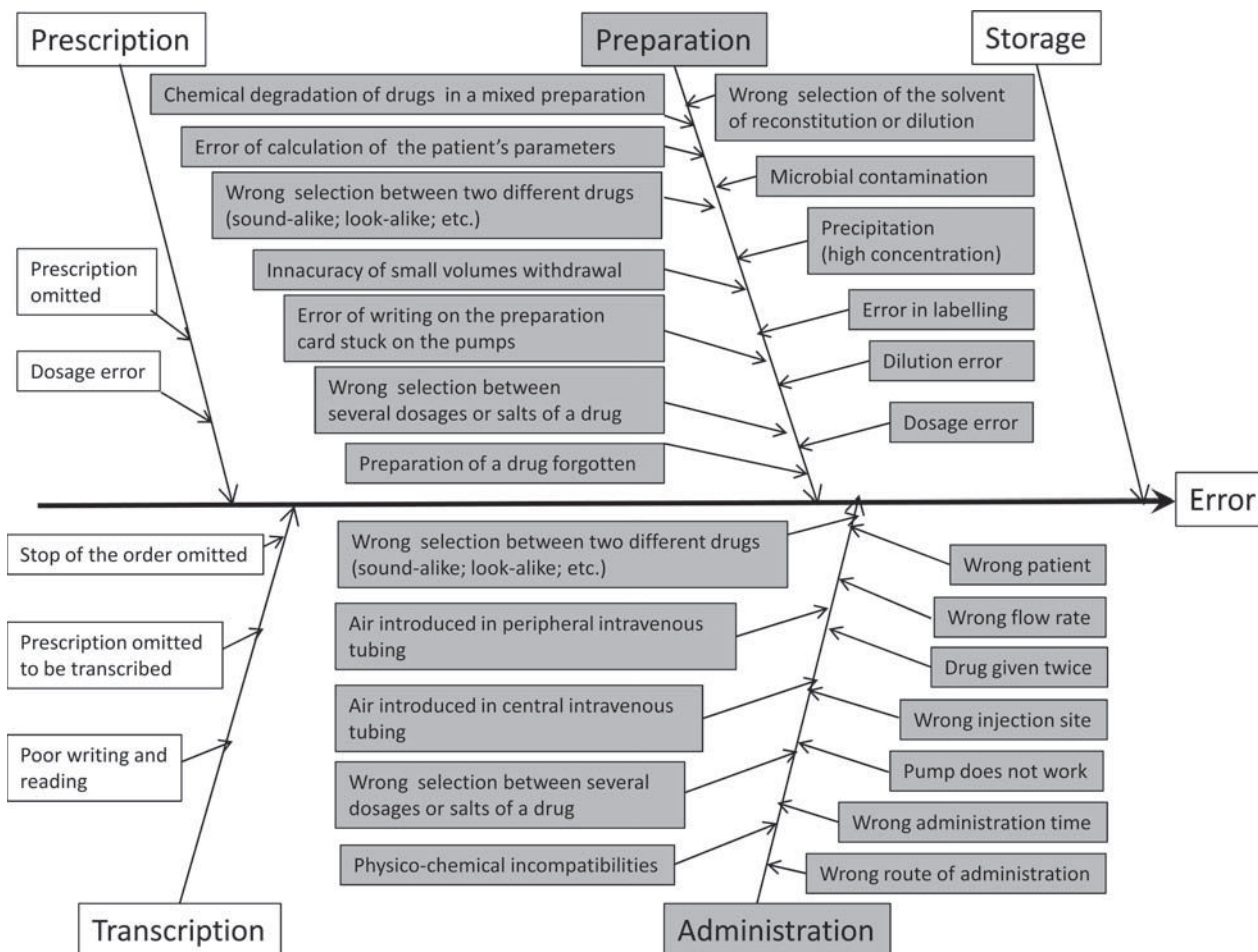 Prescription
Preparation
Storage
Chemical degradation of drugs in a mixed preparation
Error of calculation of the patient's parameters
Wrong selection between two different drugs
(sound-alike; look-alike; etc.)
Innacuracy of small volumes withdrawal
Error of writing on the preparation
card stuck on the pumps
Wrong selection between
several dosages or salts of a drug
Preparation of a drug forgotten
Wrong selection of the solvent
of reconstitution or dilution
Microbial contamination
Precipitation
(high concentration)
Error in labelling
Dilution error
Dosage error
Prescription
omitted
Dosage error
Error
Stop of the order omitted
Prescription omitted
to be transcribed
Poor writing and
reading
Wrong selection between two different drugs
(sound-alike; look-alike; etc.)
Air introduced in peripheral intravenous
tubing
Air introduced in central intravenous
tubing
Wrong selection between several
dosages or salts of a drug
Physico-chemical incompatibilities
Wrong patient
Wrong flow rate
Drug given twice
Wrong injection site
Pump does not work
Wrong administration time
Wrong route of administration
Transcription
Administration